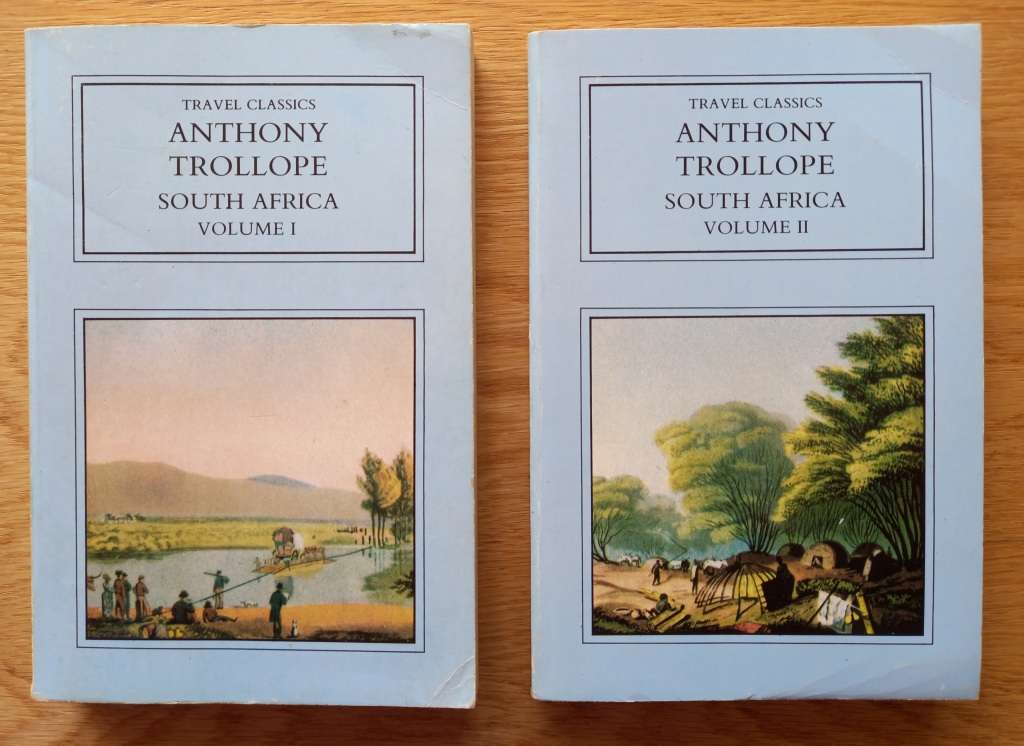 TRAVEL CLASSICS
ANTHONY
TROLLOPE
SOUTH AFRICA
VOLUME I
TRAVEL CLASSICS
ANTHONY
TROLLOPE
SOUTH AFRICA
VOLUME II